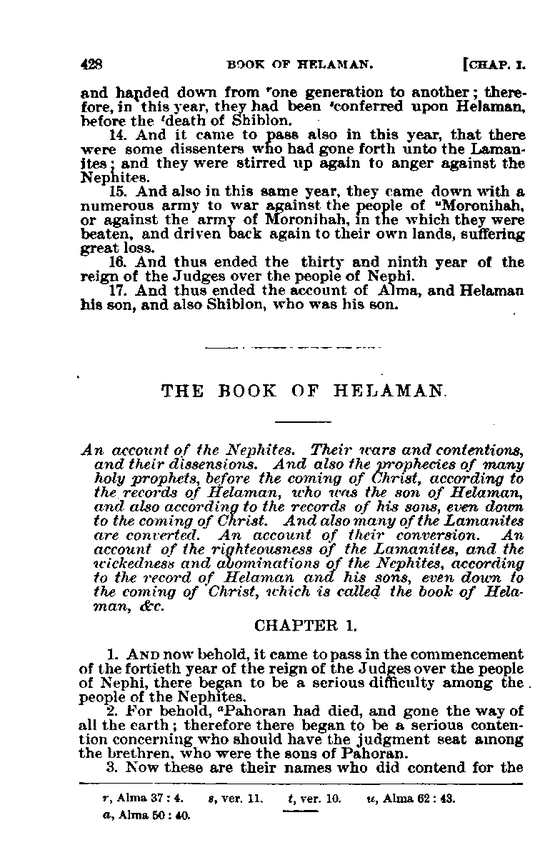 428 BOOK OF HELAMAN. [CHAP. I.
and handed down from ʳone generation to another; there-
fore, in this year, they had been ˢconferred upon Helaman,
before the ᵗdeath of Shiblon.
14. And it came to pass also in this year, that there
were some dissenters who had gone forth unto the Laman-
ites; and they were stirred up again to anger against the
Nephites.
15. And also in this same year, they came down with a
numerous army to war against the people of ᵘMoronihah,
or against the army of Moronihah, in the which they were
beaten, and driven back again to their own lands, suffering
great loss.
16. And thus ended the thirty and ninth year of the
reign of the Judges over the people of Nephi.
17. And thus ended the account of Alma, and Helaman
his son, and also Shiblon, who was his son.
THE BOOK OF HELAMAN.
An account of the Nephites. Their wars and contentions,
and their dissensions. And also the prophecies of many
holy prophets, before the coming of Christ, according to
the records of Helaman, who was the son of Helaman,
and also according to the records of his sons, even down
to the coming of Christ. And also many of the Lamanites
are converted. An account of their conversion. An
account of the righteousness of the Lamanites, and the
wickedness and abominations of the Nephites, according
to the record of Helaman and his sons, even down to
the coming of Christ, which is called the book of Hela-
man, &c.
CHAPTER 1.
1. AND now behold, it came to pass in the commencement
of the fortieth year of the reign of the Judges over the people
of Nephi, there began to be a serious difficulty among the
people of the Nephites.
2. For behold, ᵃPahoran had died, and gone the way of
all the earth; therefore there began to be a serious conten-
tion concerning who should have the judgment seat among
the brethren, who were the sons of Pahoran.
3. Now these are their names who did contend for the
r, Alma 37 : 4. s, ver. 11. t, ver. 10. u, Alma 62 : 43.
a, Alma 50 : 40.